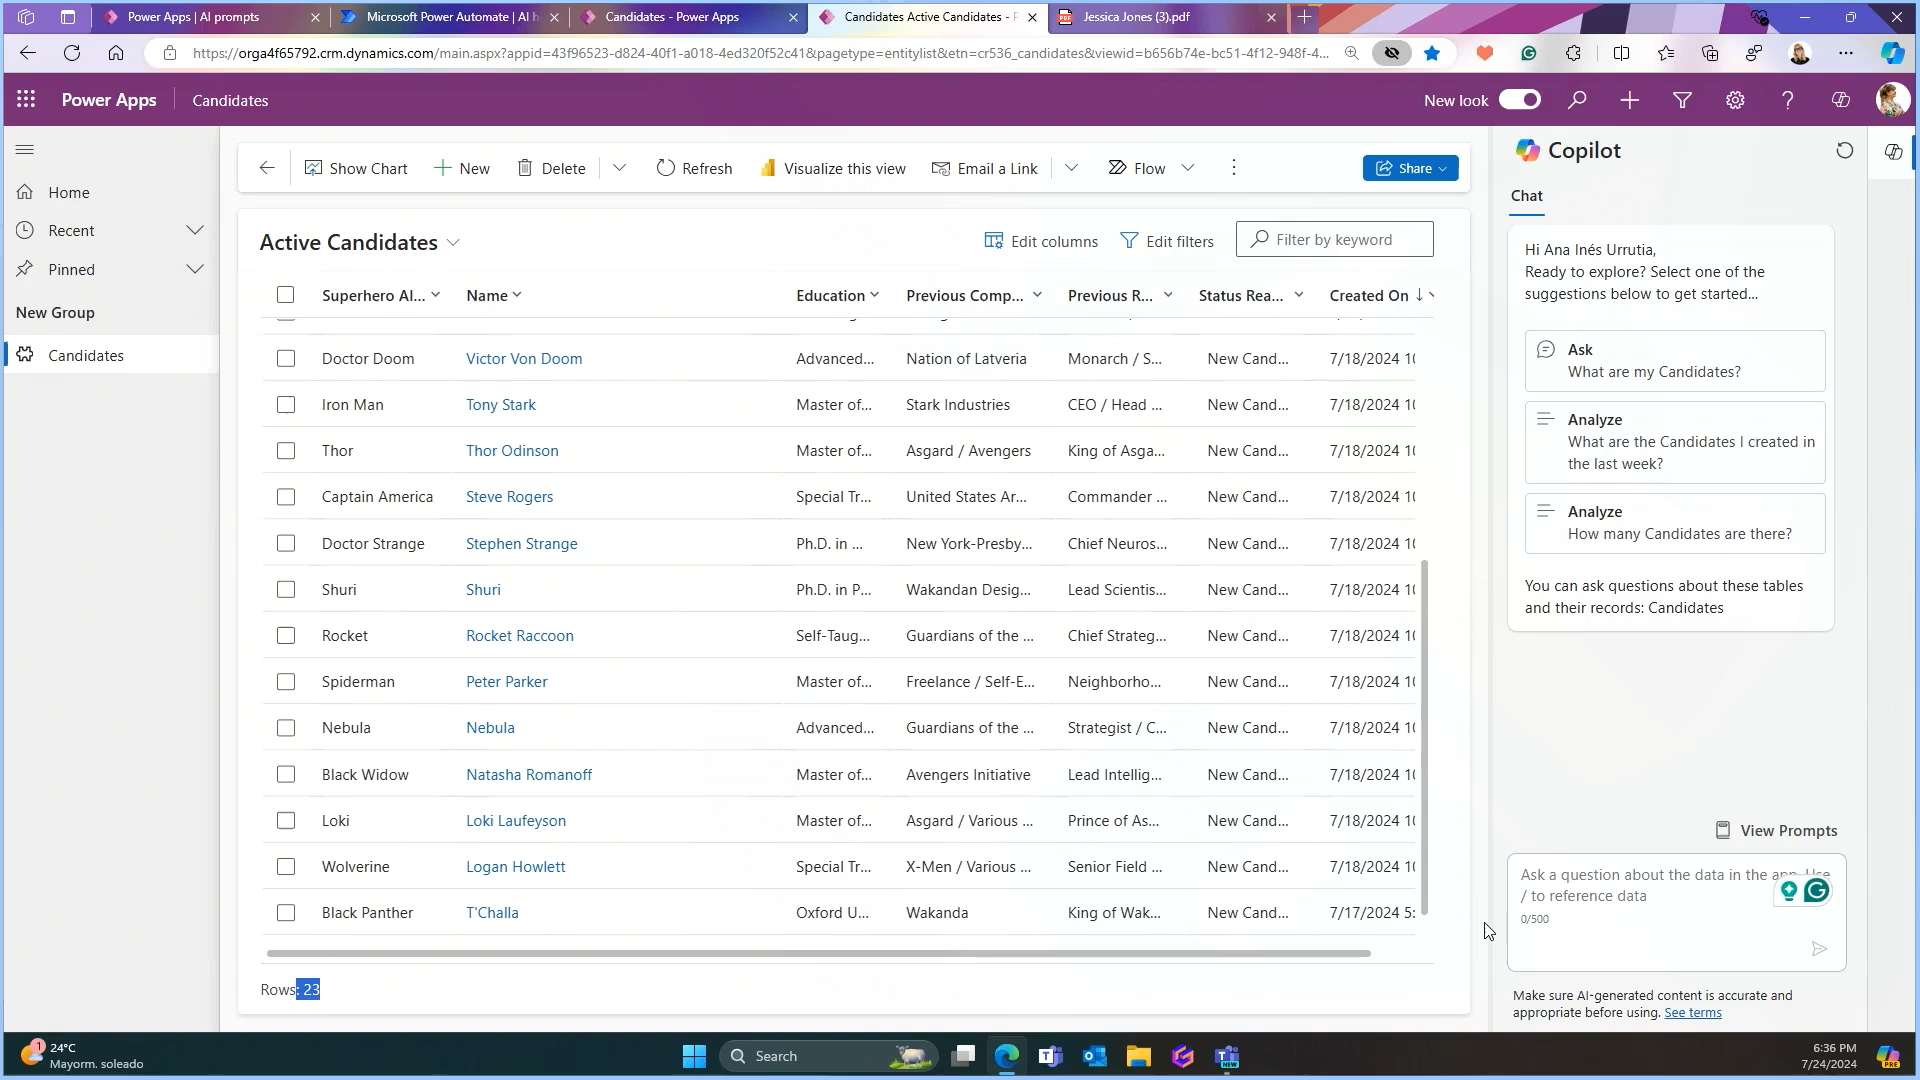 Power Apps | AI prompts
Microsoft Power Automate | AI h
Candidates - Power Apps
Candidates Active Candidates - P
Jessica Jones (3).pdf
https://orga4f65792.crm.dynamics.com/main.aspx?appid=43f96523-d824-40f1-a018-4ed320f52c41&pagetype=entitylist&etn=cr536_candidates&viewid=b656b74e-bc51-4f12-948f-4...
Power Apps
Candidates
New look
Home
Recent
Pinned
New Group
Candidates
Show Chart
New
Delete
Refresh
Visualize this view
Email a Link
Flow
Share
Active Candidates
Edit columns
Edit filters
Filter by keyword
Superhero Al... Name Education Previous Comp... Previous R... Status Rea... Created On
Doctor Doom Victor Von Doom Advanced... Nation of Latveria Monarch / S... New Cand... 7/18/2024 10
Iron Man Tony Stark Master of... Stark Industries CEO / Head ... New Cand... 7/18/2024 10
Thor Thor Odinson Master of... Asgard / Avengers King of Asga... New Cand... 7/18/2024 10
Captain America Steve Rogers Special Tr... United States Ar... Commander ... New Cand... 7/18/2024 10
Doctor Strange Stephen Strange Ph.D. in ... New York-Presby... Chief Neuros... New Cand... 7/18/2024 10
Shuri Shuri Ph.D. in P... Wakandan Desig... Lead Scientis... New Cand... 7/18/2024 10
Rocket Rocket Raccoon Self-Taug... Guardians of the ... Chief Strateg... New Cand... 7/18/2024 10
Spiderman Peter Parker Master of... Freelance / Self-E... Neighborho... New Cand... 7/18/2024 10
Nebula Nebula Advanced... Guardians of the ... Strategist / C... New Cand... 7/18/2024 10
Black Widow Natasha Romanoff Master of... Avengers Initiative Lead Intellig... New Cand... 7/18/2024 10
Loki Loki Laufeyson Master of... Asgard / Various ... Prince of As... New Cand... 7/18/2024 10
Wolverine Logan Howlett Special Tr... X-Men / Various ... Senior Field ... New Cand... 7/18/2024 10
Black Panther T'Challa Oxford U... Wakanda King of Wak... New Cand... 7/17/2024 5:
Rows: 23
Copilot
Chat
Hi Ana Inés Urrutia,
Ready to explore? Select one of the
suggestions below to get started...
Ask
What are my Candidates?
Analyze
What are the Candidates I created in
the last week?
Analyze
How many Candidates are there?
You can ask questions about these tables
and their records: Candidates
View Prompts
Ask a question about the data in the app. Use
/ to reference data
0/500
Make sure AI-generated content is accurate and
appropriate before using. See terms
1
24°C
Mayorm. soleado
Search
NEW
6:36 PM
7/24/2024
PRE